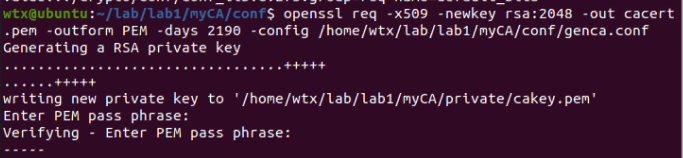 wtx@ubuntu:~/lab/lab1/myCA/conf$ openssl req -x509 -newkey rsa:2048 -out cacert
.pem -outform PEM -days 2190 -config /home/wtx/lab/lab1/myCA/conf/genca.conf
Generating a RSA private key
.................................+++++
......+++++
writing new private key to '/home/wtx/lab/lab1/myCA/private/cakey.pem'
Enter PEM pass phrase:
Verifying - Enter PEM pass phrase:
-----